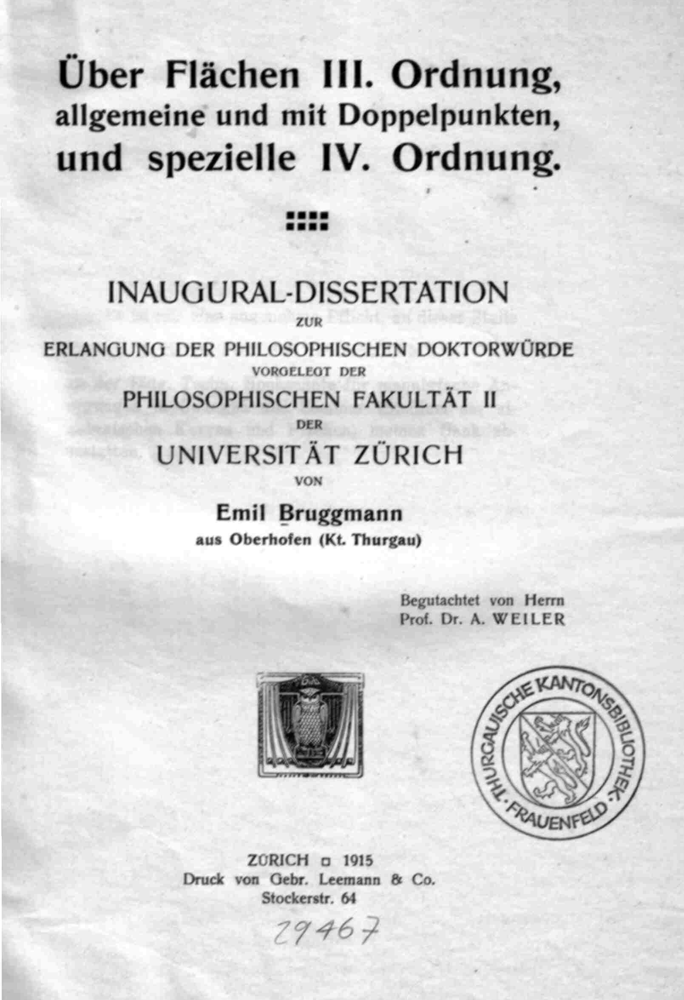 Über Flächen III. Ordnung,
allgemeine und mit Doppelpunkten,
und spezielle IV. Ordnung.
INAUGURAL-DISSERTATION
ZUR
ERLANGUNG DER PHILOSOPHISCHEN DOKTORWÜRDE
VORGELEGT DER
PHILOSOPHISCHEN FAKULTÄT II
DER
UNIVERSITÄT ZÜRICH
VON
Emil Bruggmann
aus Oberhofen (Kt. Thurgau)
Begutachtet von Herrn
Prof. Dr. A. WEILER
THURGAUISCHE KANTONSBIBLIOTHEK
· FRAUENFELD ·
ZÜRICH 1915
Druck von Gebr. Leemann & Co.
Stockerstr. 64
29467